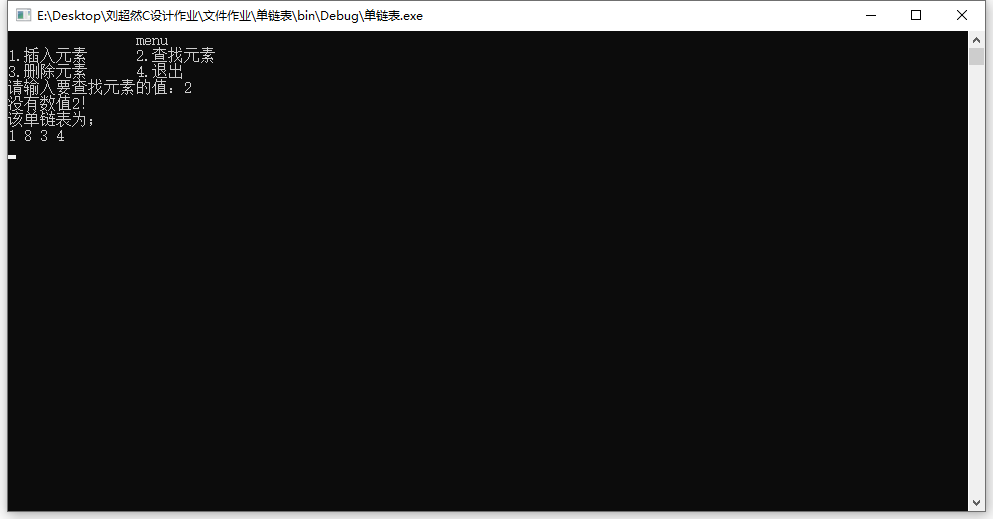 E:\Desktop\刘超然C设计作业\文件作业\单链表\bin\Debug\单链表.exe
menu
1.插入元素 2.查找元素
3.删除元素 4.退出
请输入要查找元素的值：2
没有数值2!
该单链表为；
1 8 3 4